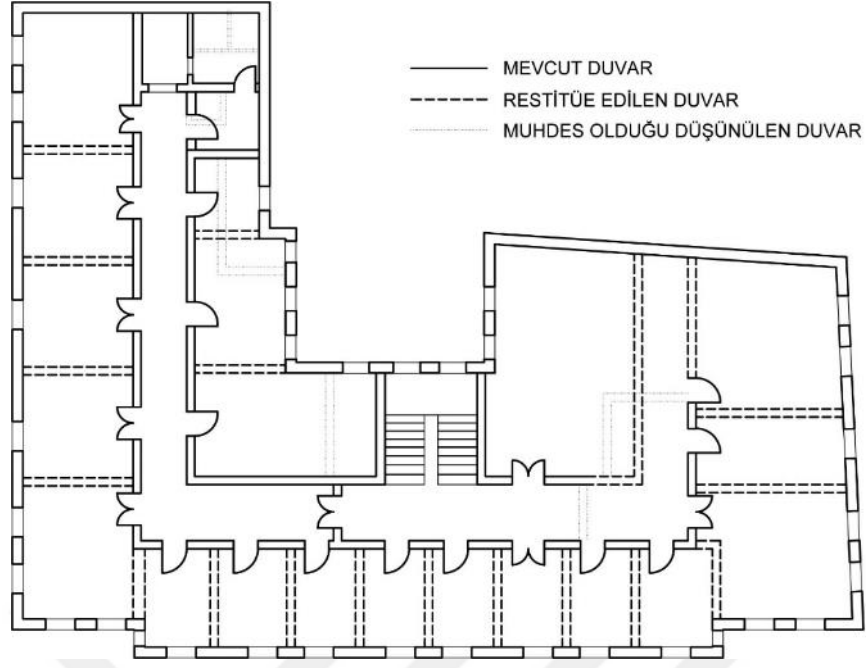 MEVCUT DUVAR
RESTİTÜE EDİLEN DUVAR
MUHDES OLDUĞU DÜŞÜNÜLEN DUVAR